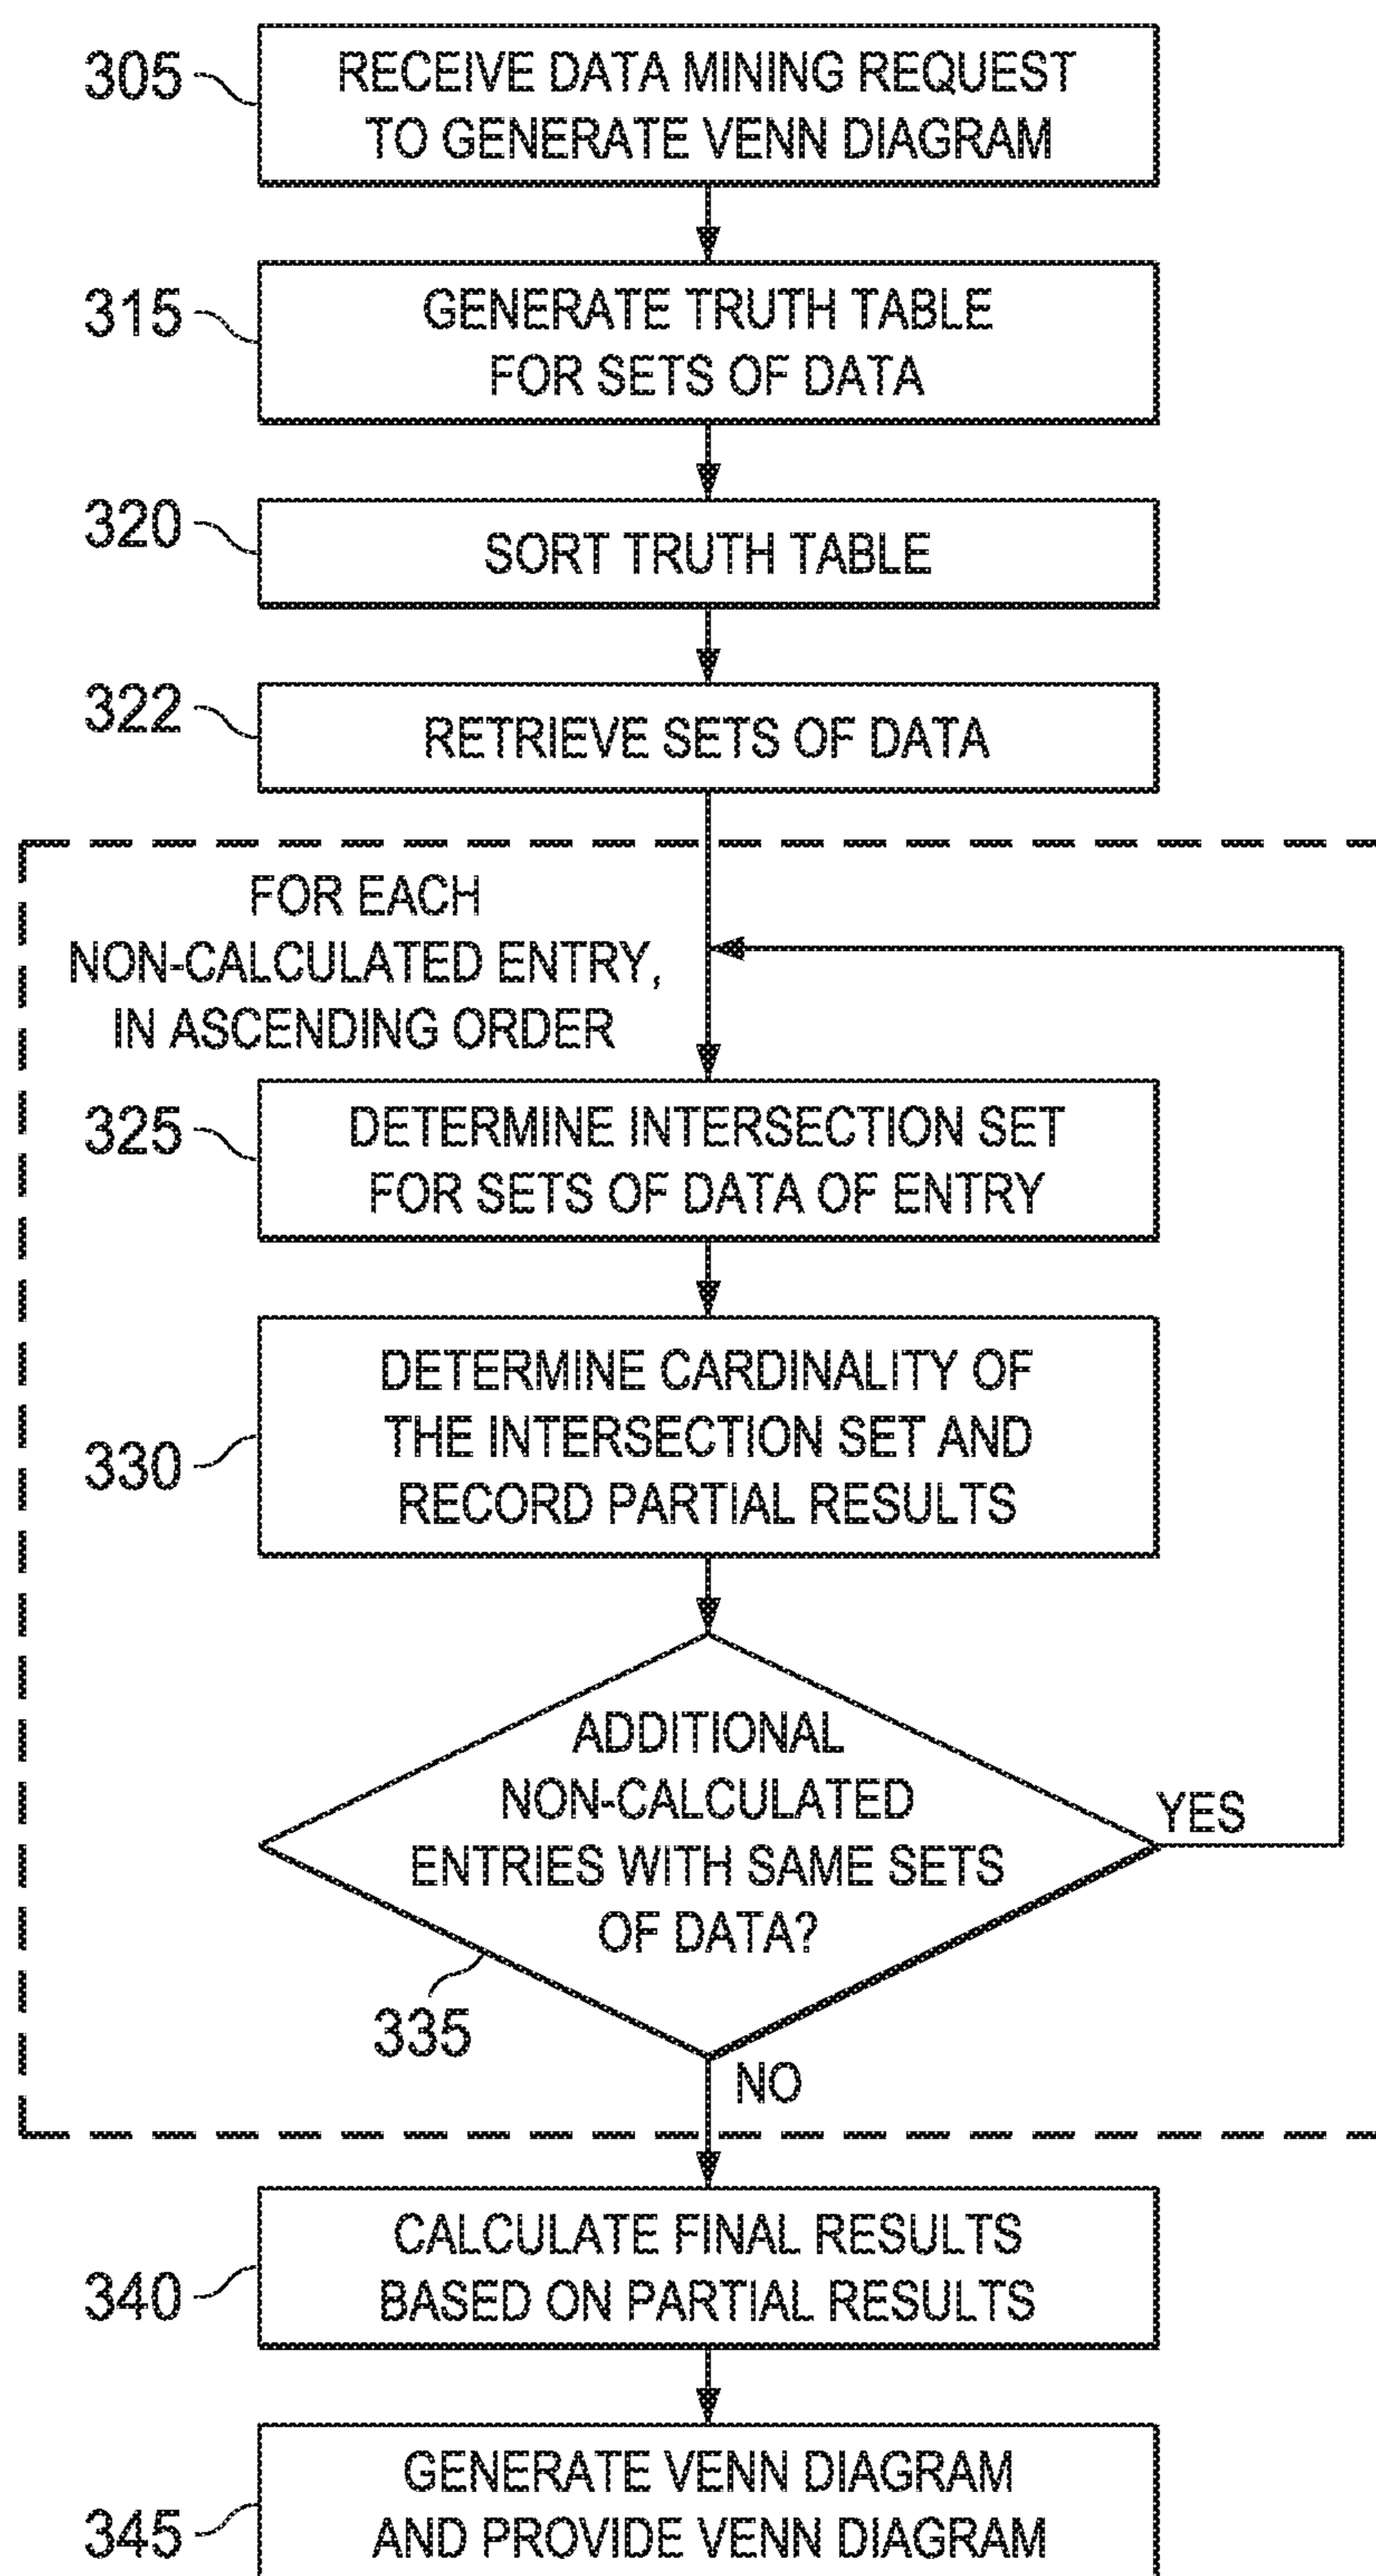 305
RECEIVE DATA MINING REQUEST
TO GENERATE VENN DIAGRAM
315
GENERATE TRUTH TABLE
FOR SETS OF DATA
320
SORT TRUTH TABLE
322
RETRIEVE SETS OF DATA
FOR EACH
NON-CALCULATED ENTRY,
IN ASCENDING ORDER
325
DETERMINE INTERSECTION SET
FOR SETS OF DATA OF ENTRY
330
DETERMINE CARDINALITY OF
THE INTERSECTION SET AND
RECORD PARTIAL RESULTS
ADDITIONAL
NON-CALCULATED
ENTRIES WITH SAME SETS
OF DATA?
YES
335
NO
340
CALCULATE FINAL RESULTS
BASED ON PARTIAL RESULTS
345
GENERATE VENN DIAGRAM
AND PROVIDE VENN DIAGRAM